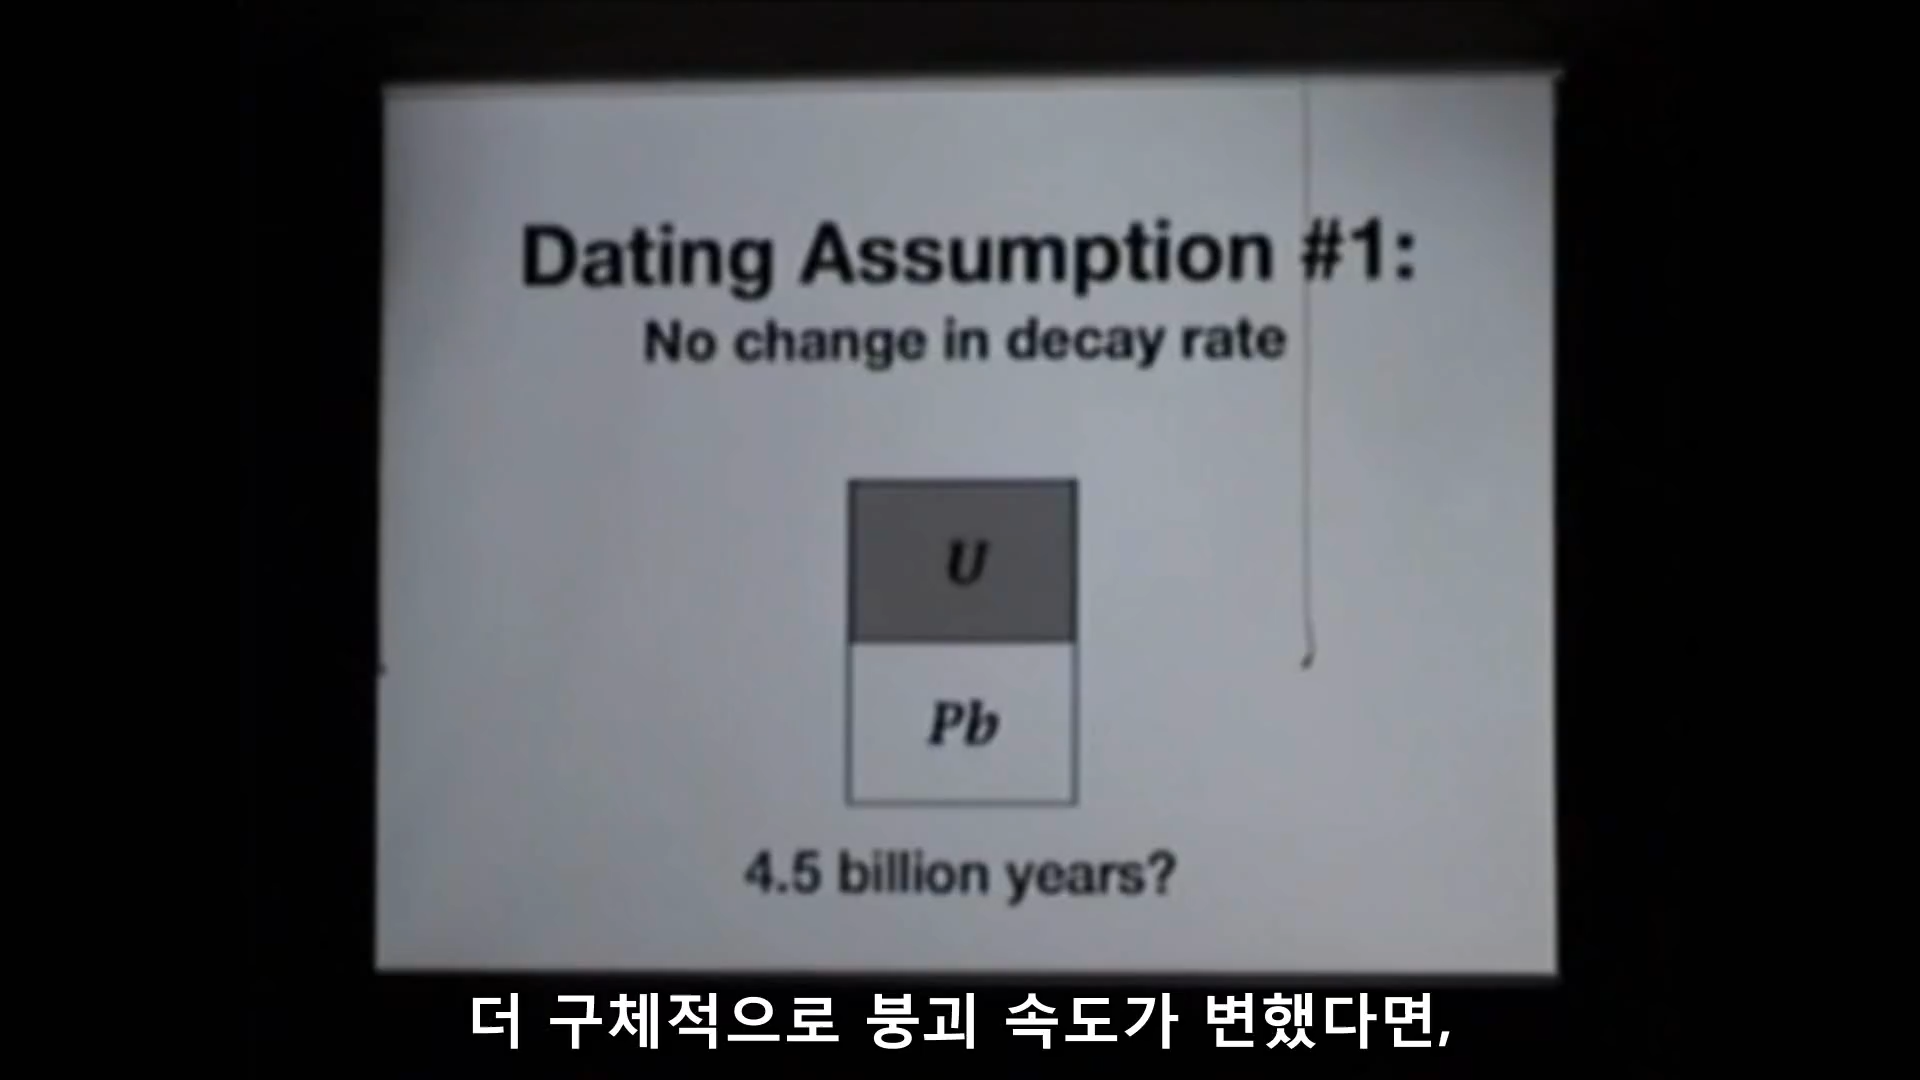 Dating Assumption #1:
No change in decay rate
U
Pb
4.5 billion years?
더 구체적으로 붕괴 속도가 변했다면,